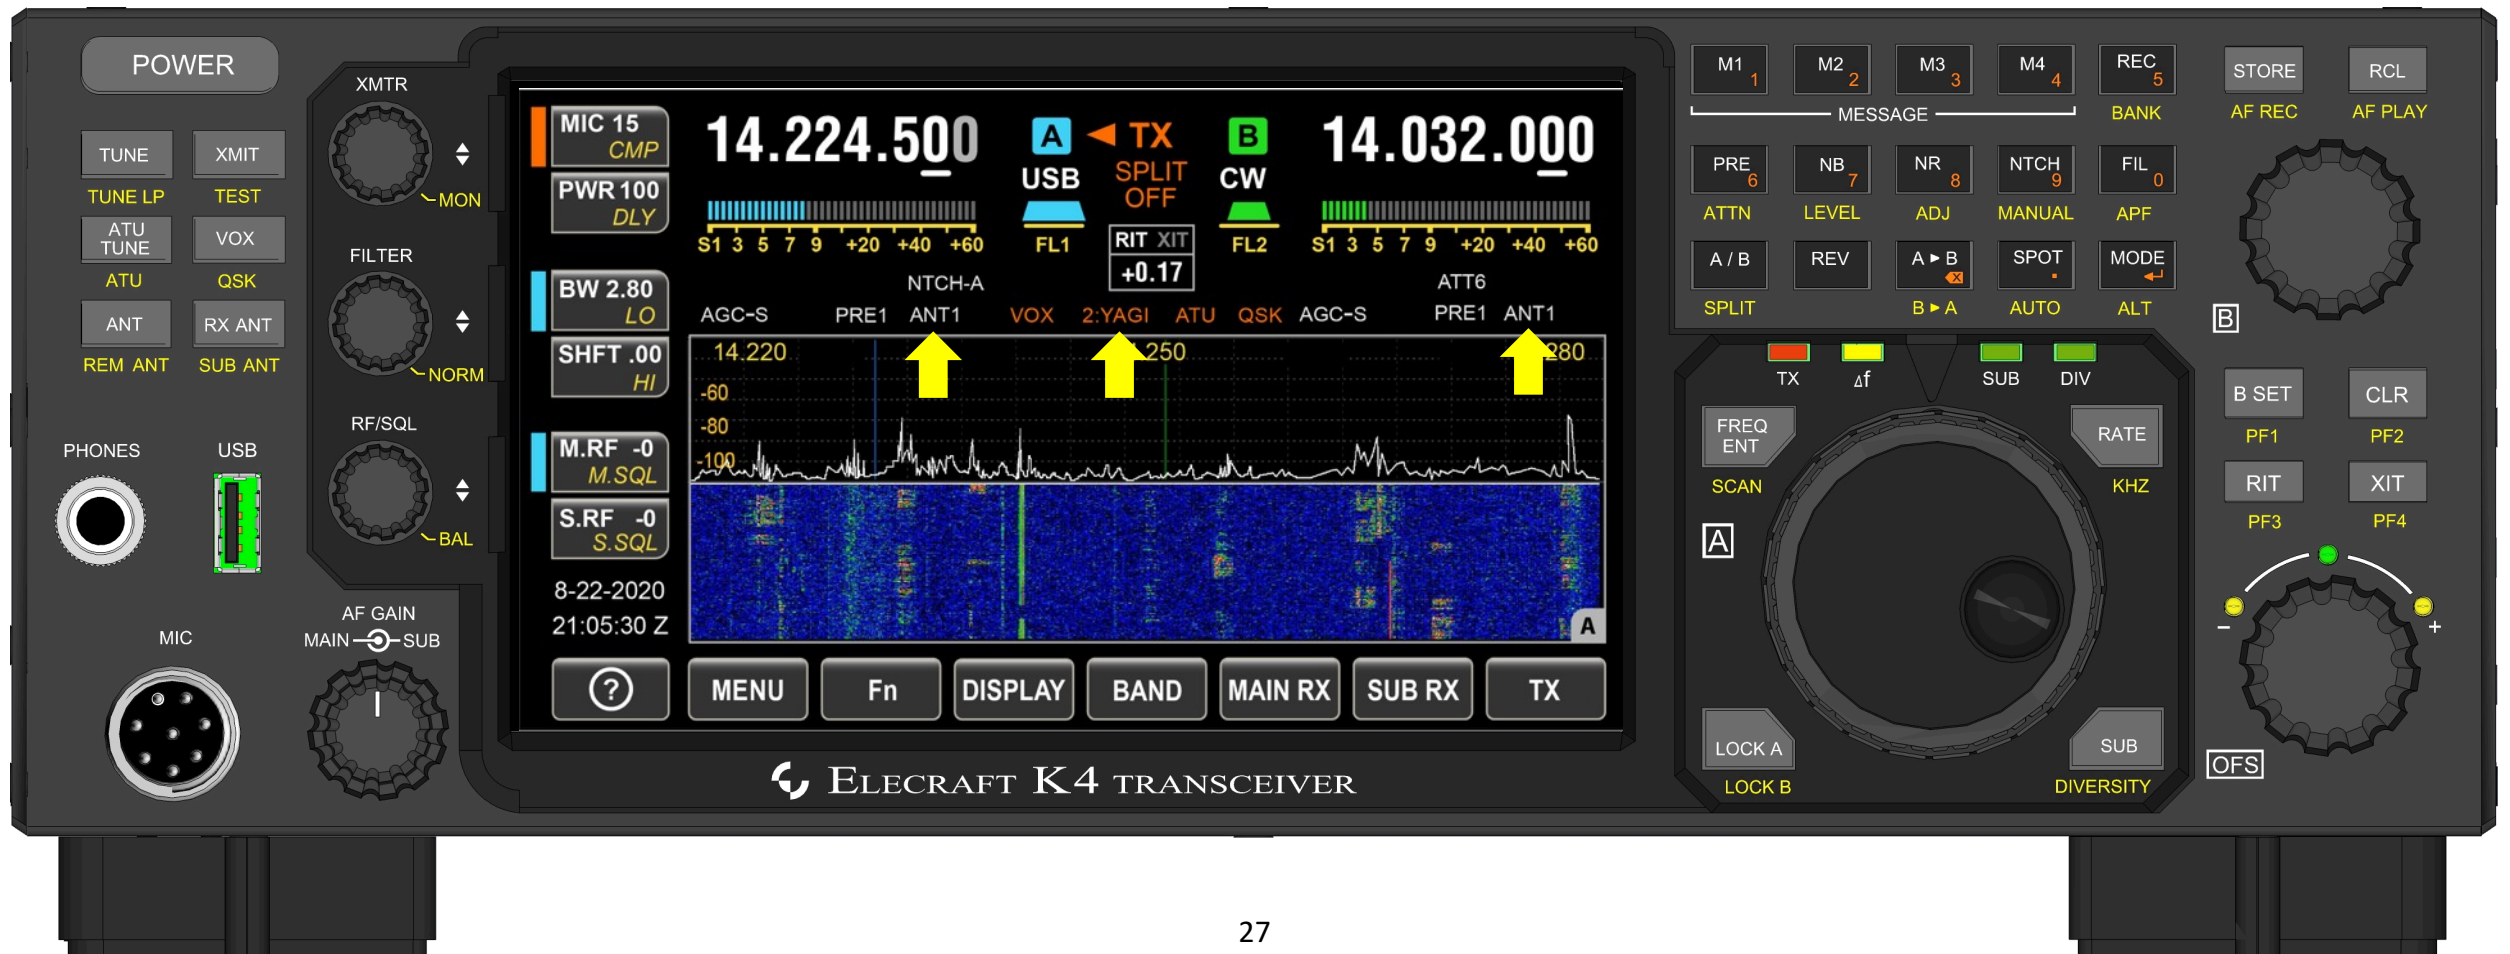 POWER
TUNE XMIT
TUNE LP TEST
ATU TUNE VOX
ATU QSK
ANT RX ANT
REM ANT SUB ANT
PHONES USB
MIC
XMTR
MON
FILTER
NORM
RF/SQL
BAL
AF GAIN
MAIN SUB
MIC 15
CMP
PWR 100
DLY
BW 2.80
LO
SHFT .00
HI
M.RF -0
M.SQL
S.RF -0
S.SQL
8-22-2020
21:05:30 Z
14.224.500 A TX B 14.032.000
USB SPLIT OFF CW
S1 3 5 7 9 +20 +40 +60 FL1 RIT XIT FL2 S1 3 5 7 9 +20 +40 +60
+0.17
NTCH-A ATT6
AGC-S PRE1 ANT1 VOX 2:YAGI ATU QSK AGC-S PRE1 ANT1
14.220 .250 280
-60
-80
-100
A
? MENU Fn DISPLAY BAND MAIN RX SUB RX TX
ELECRAFT K4 TRANSCEIVER
M1 1 M2 2 M3 3 M4 4 REC 5
MESSAGE BANK
PRE 6 NB 7 NR 8 NTCH 9 FIL 0
ATTN LEVEL ADJ MANUAL APF
A / B REV A ▸ B SPOT . MODE
SPLIT B ▸ A AUTO ALT
STORE RCL
AF REC AF PLAY
B
TX Δf SUB DIV
FREQ ENT RATE
SCAN KHZ
A
LOCK A SUB
LOCK B DIVERSITY
B SET CLR
PF1 PF2
RIT XIT
PF3 PF4
− +
OFS
27